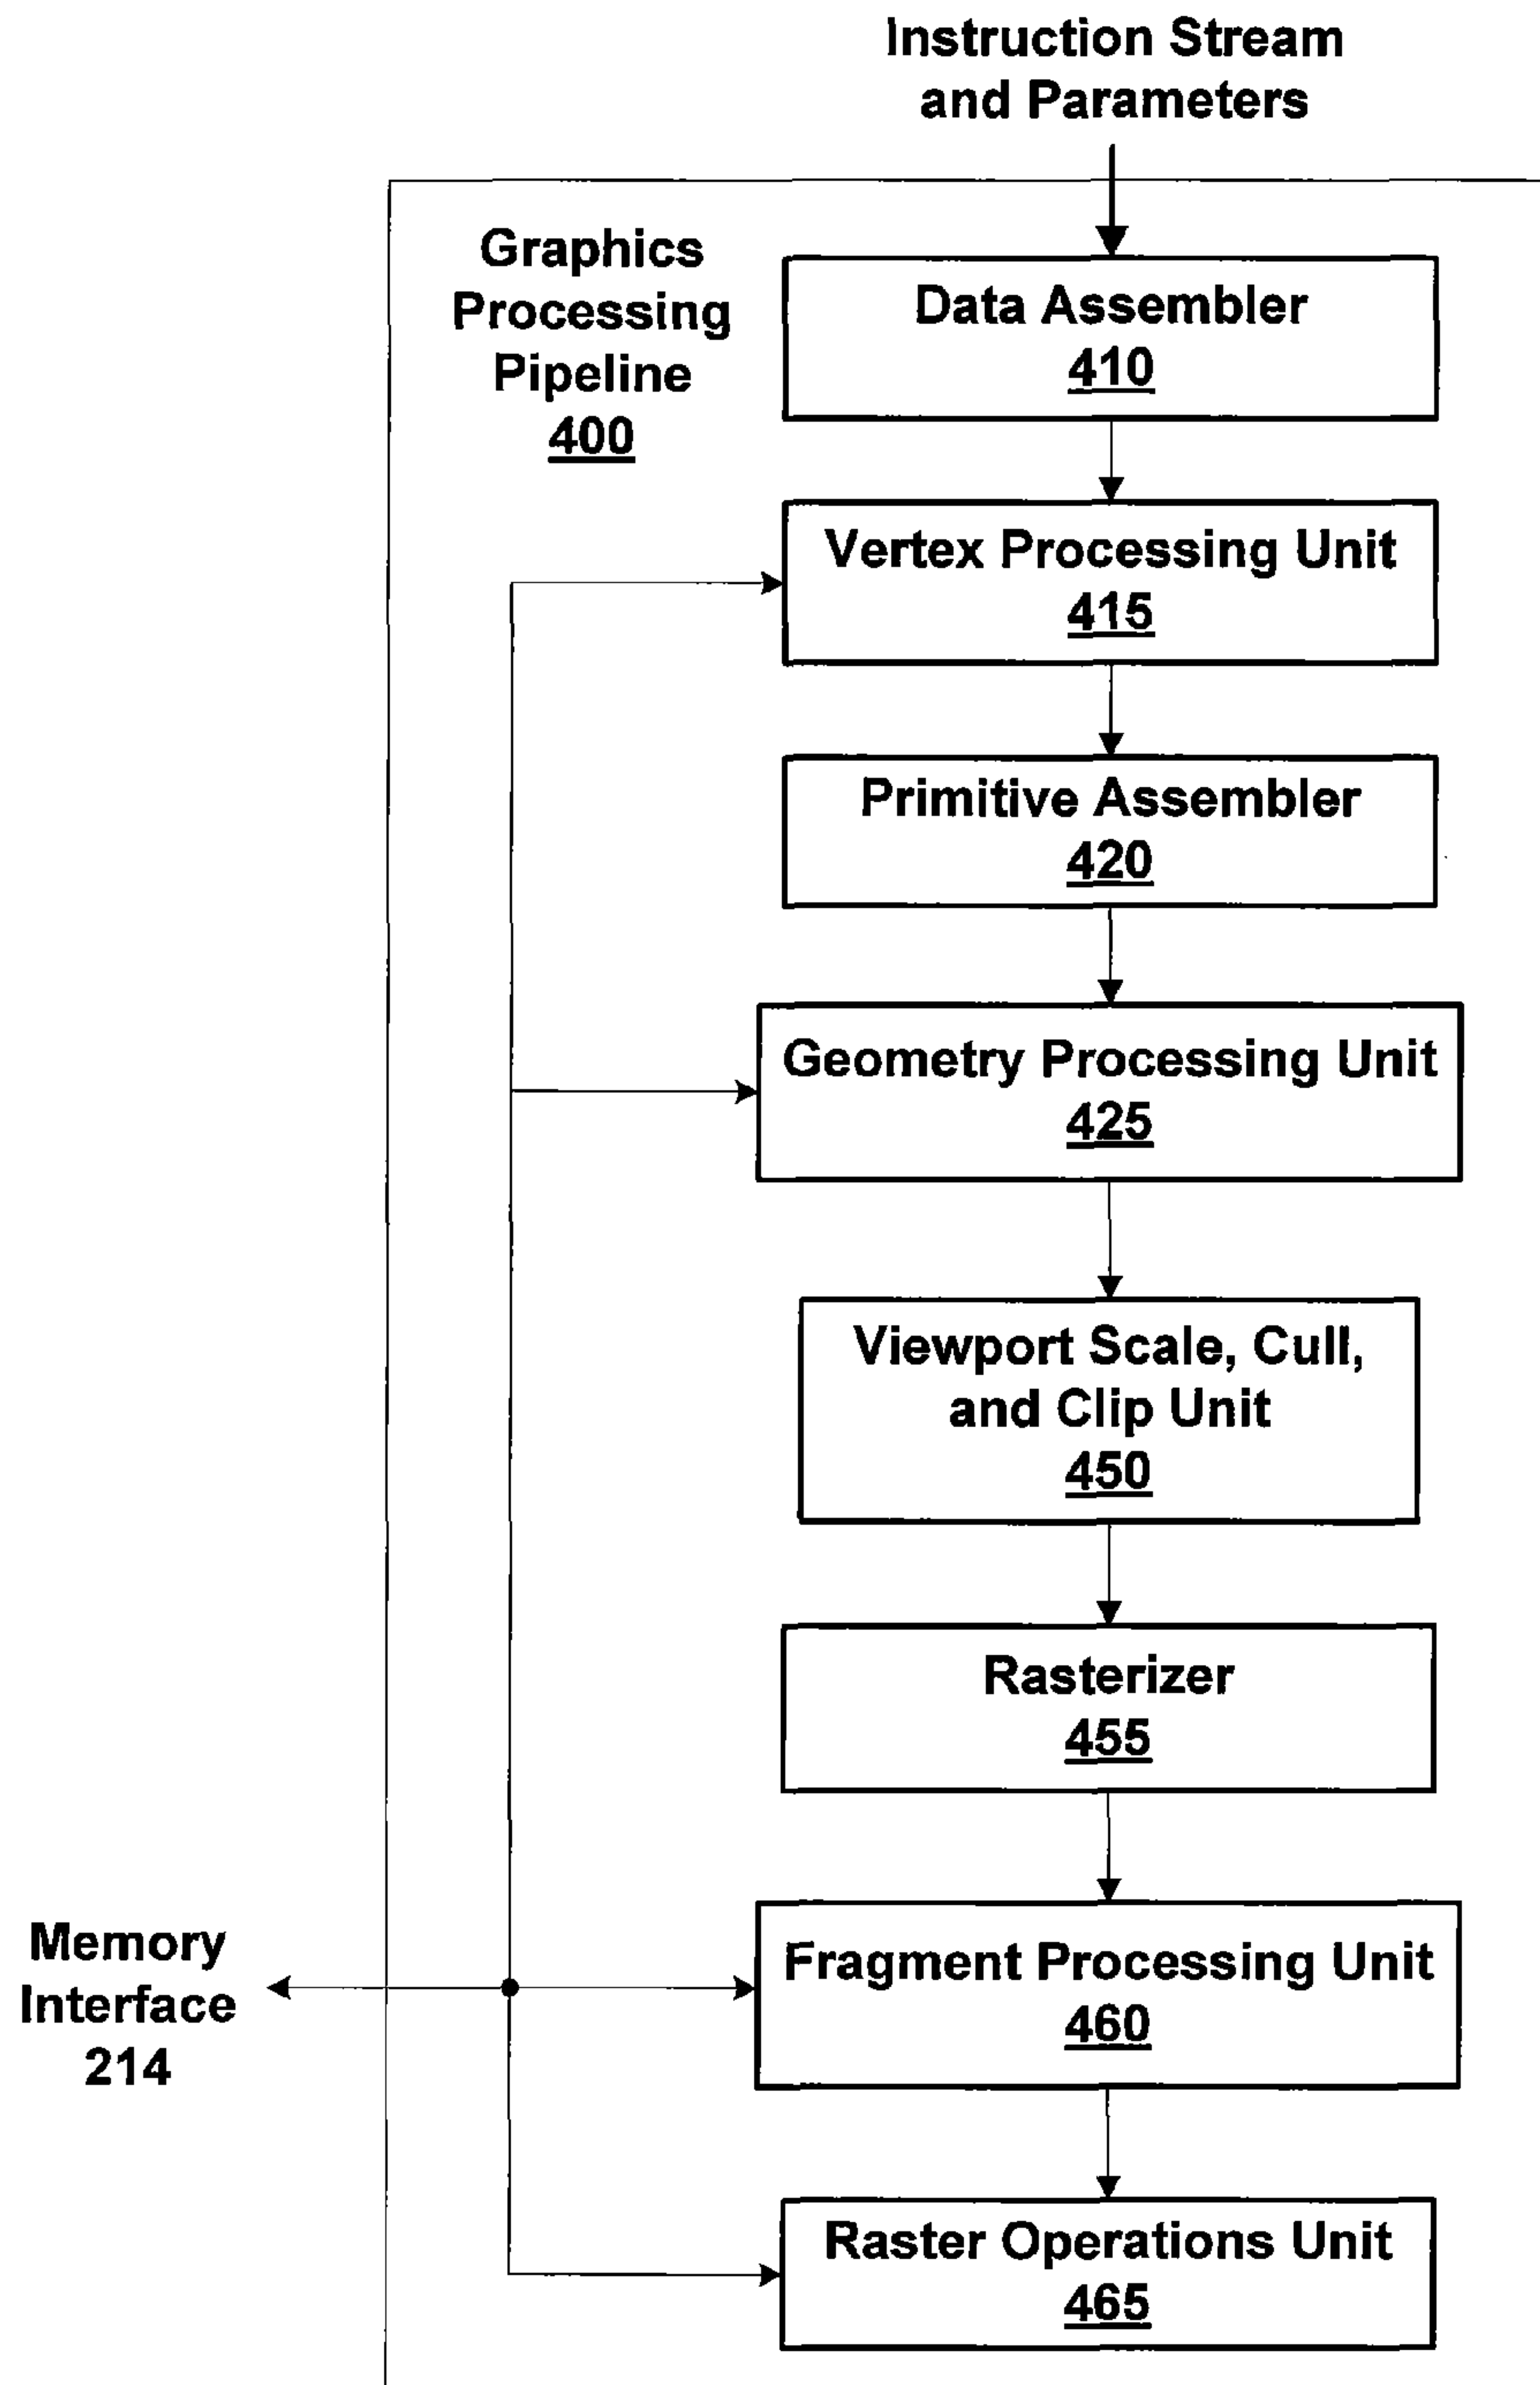 Instruction Stream
and Parameters
Graphics
Processing
Pipeline
400
Data Assembler
410
Vertex Processing Unit
415
Primitive Assembler
420
Geometry Processing Unit
425
Viewport Scale, Cull,
and Clip Unit
450
Rasterizer
455
Memory
Interface
214
Fragment Processing Unit
460
Raster Operations Unit
465